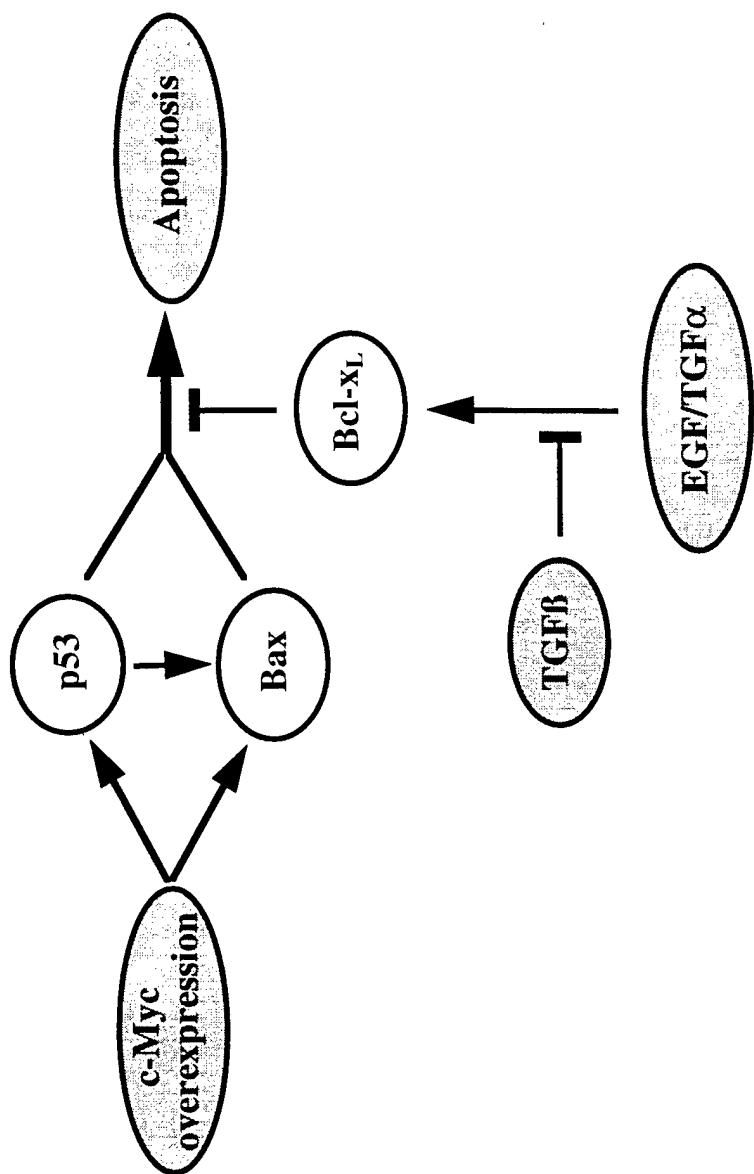 c-Myc
overexpression
p53
Bax
Apoptosis
Bcl-xL
TGFß
EGF/TGFα